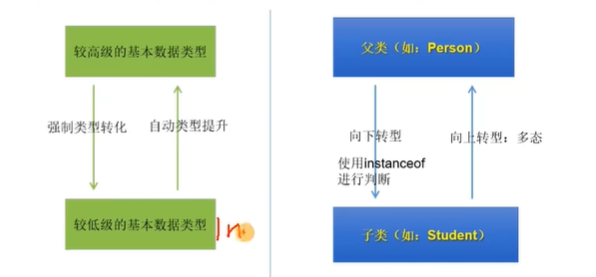 较高级的基本数据类型
强制类型转化
自动类型提升
较低级的基本数据类型
父类（如：Person）
向下转型
使用instanceof
进行判断
向上转型：多态
子类（如：Student）